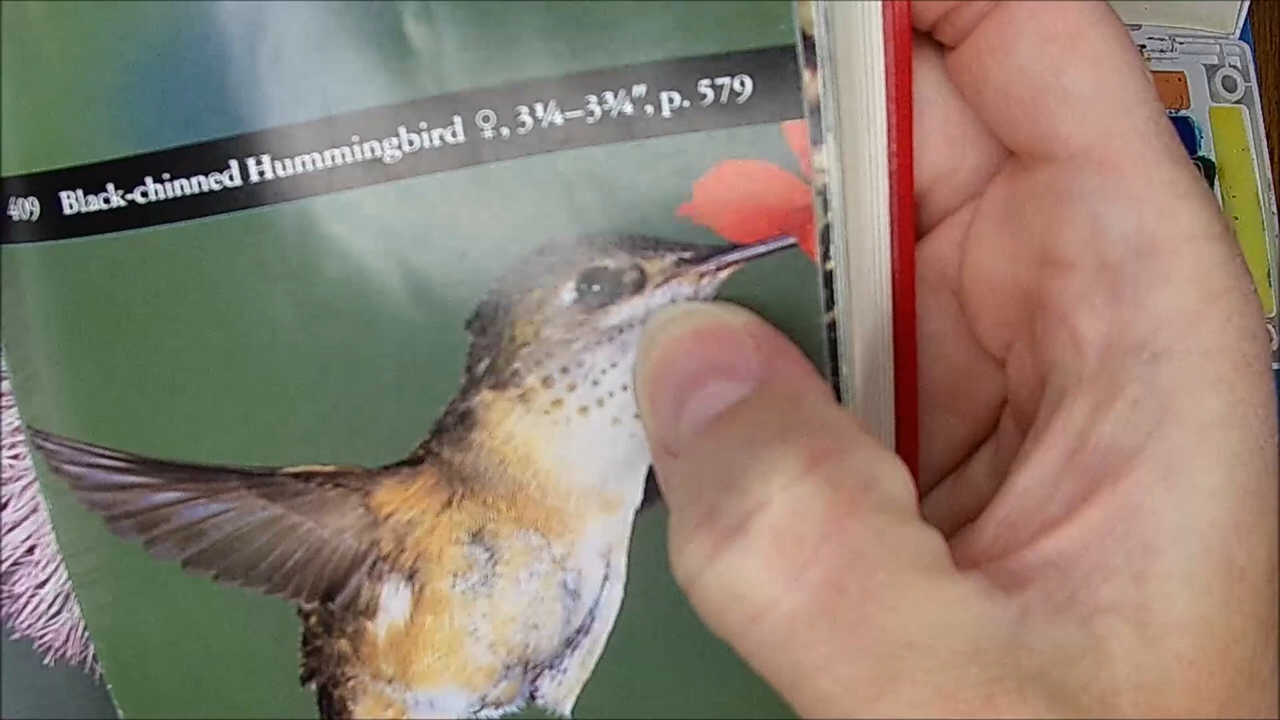 409 Black-chinned Hummingbird ♀, 3¼–3¾", p. 579